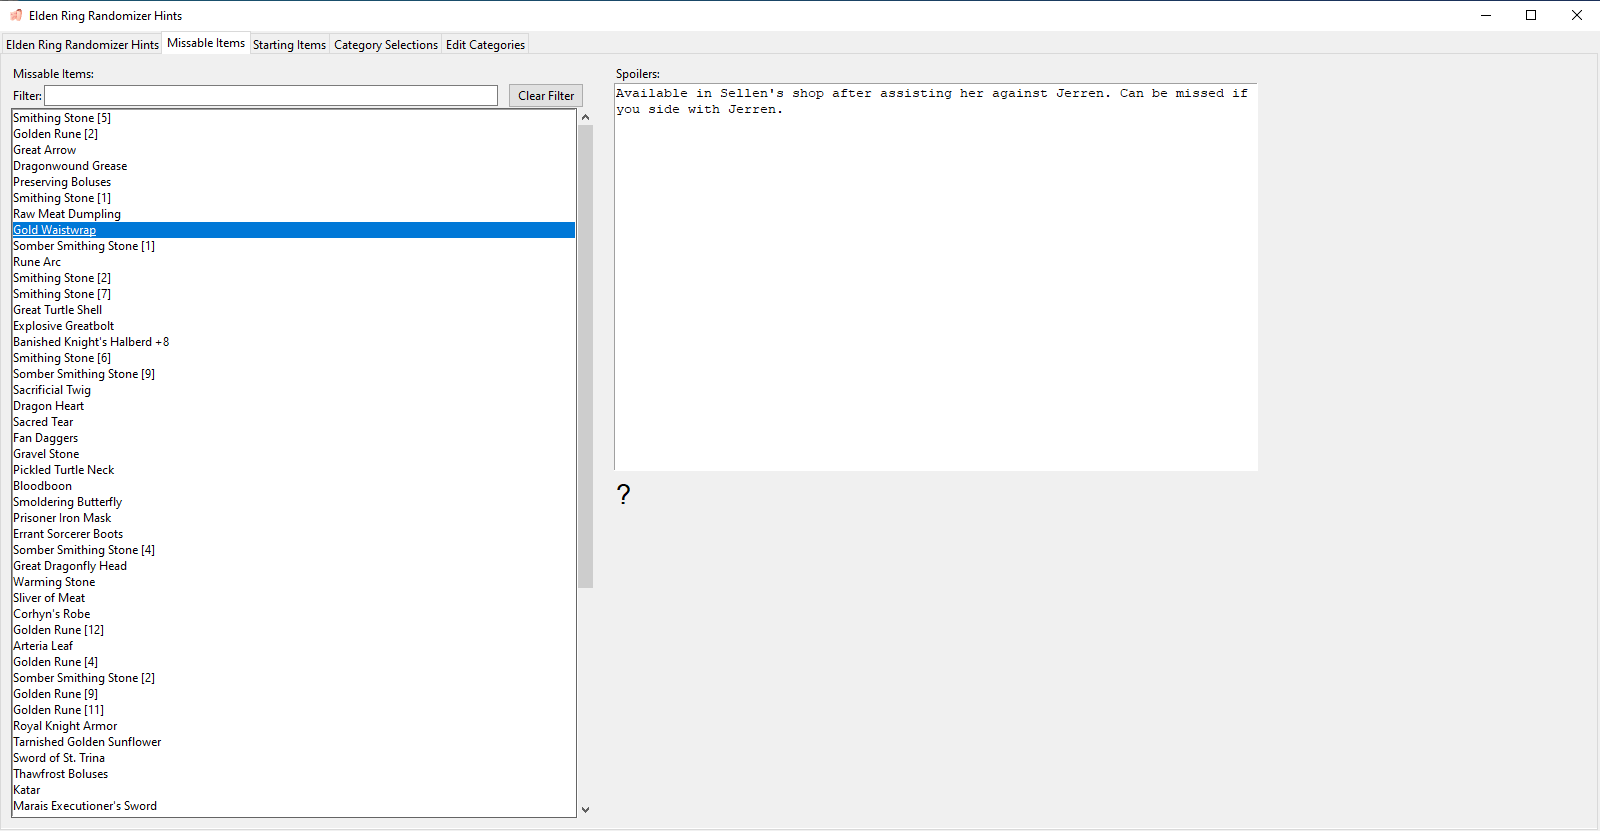 Elden Ring Randomizer Hints
Elden Ring Randomizer Hints Missable Items Starting Items Category Selections Edit Categories
Missable Items:
Filter: Clear Filter
Smithing Stone [5]
Golden Rune [2]
Great Arrow
Dragonwound Grease
Preserving Boluses
Smithing Stone [1]
Raw Meat Dumpling
Gold Waistwrap
Somber Smithing Stone [1]
Rune Arc
Smithing Stone [2]
Smithing Stone [7]
Great Turtle Shell
Explosive Greatbolt
Banished Knight's Halberd +8
Smithing Stone [6]
Somber Smithing Stone [9]
Sacrificial Twig
Dragon Heart
Sacred Tear
Fan Daggers
Gravel Stone
Pickled Turtle Neck
Bloodboon
Smoldering Butterfly
Prisoner Iron Mask
Errant Sorcerer Boots
Somber Smithing Stone [4]
Great Dragonfly Head
Warming Stone
Sliver of Meat
Corhyn's Robe
Golden Rune [12]
Arteria Leaf
Golden Rune [4]
Somber Smithing Stone [2]
Golden Rune [9]
Golden Rune [11]
Royal Knight Armor
Tarnished Golden Sunflower
Sword of St. Trina
Thawfrost Boluses
Katar
Marais Executioner's Sword
Spoilers:
Available in Sellen's shop after assisting her against Jerren. Can be missed if
you side with Jerren.
?